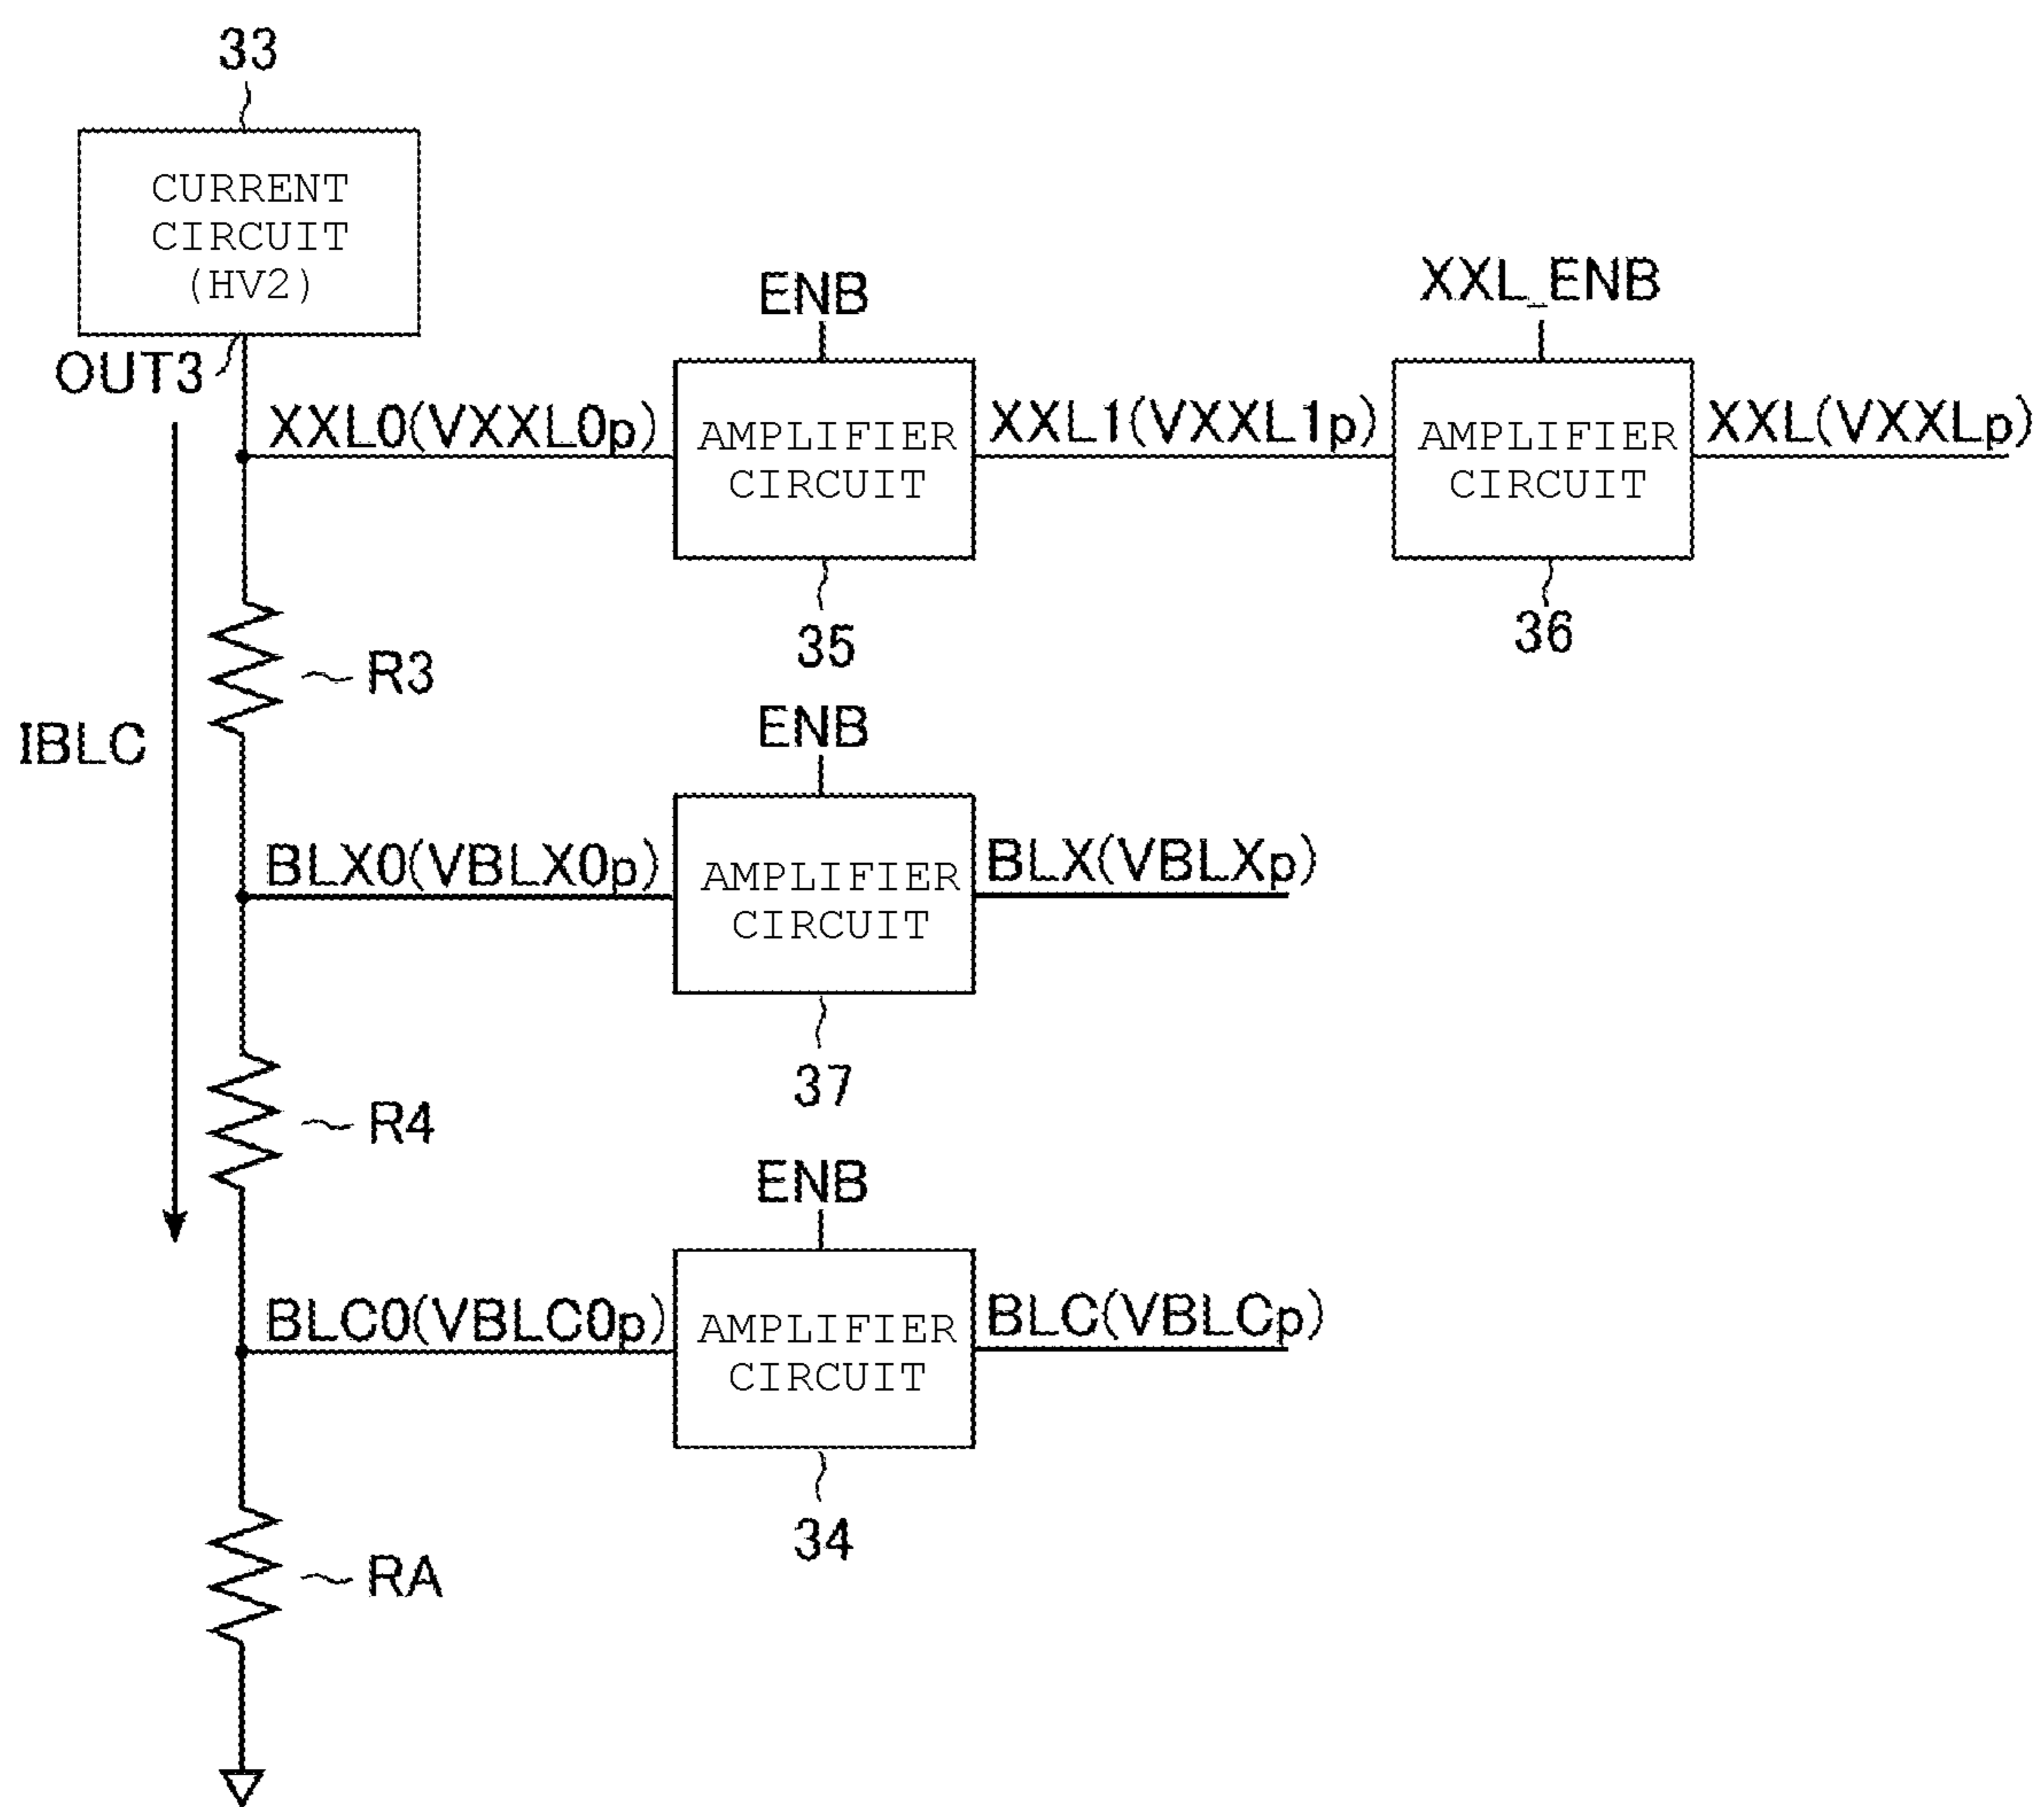 33
CURRENT
CIRCUIT
(HV2)
OUT3
ENB
XXL_ENB
XXL0(VXXL0p)
AMPLIFIER
CIRCUIT
XXL1(VXXL1p)
AMPLIFIER
CIRCUIT
XXL(VXXLp)
35
36
R3
IBLC
ENB
BLX0(VBLX0p)
AMPLIFIER
CIRCUIT
BLX(VBLXp)
37
R4
ENB
BLC0(VBLC0p)
AMPLIFIER
CIRCUIT
BLC(VBLCp)
34
RA